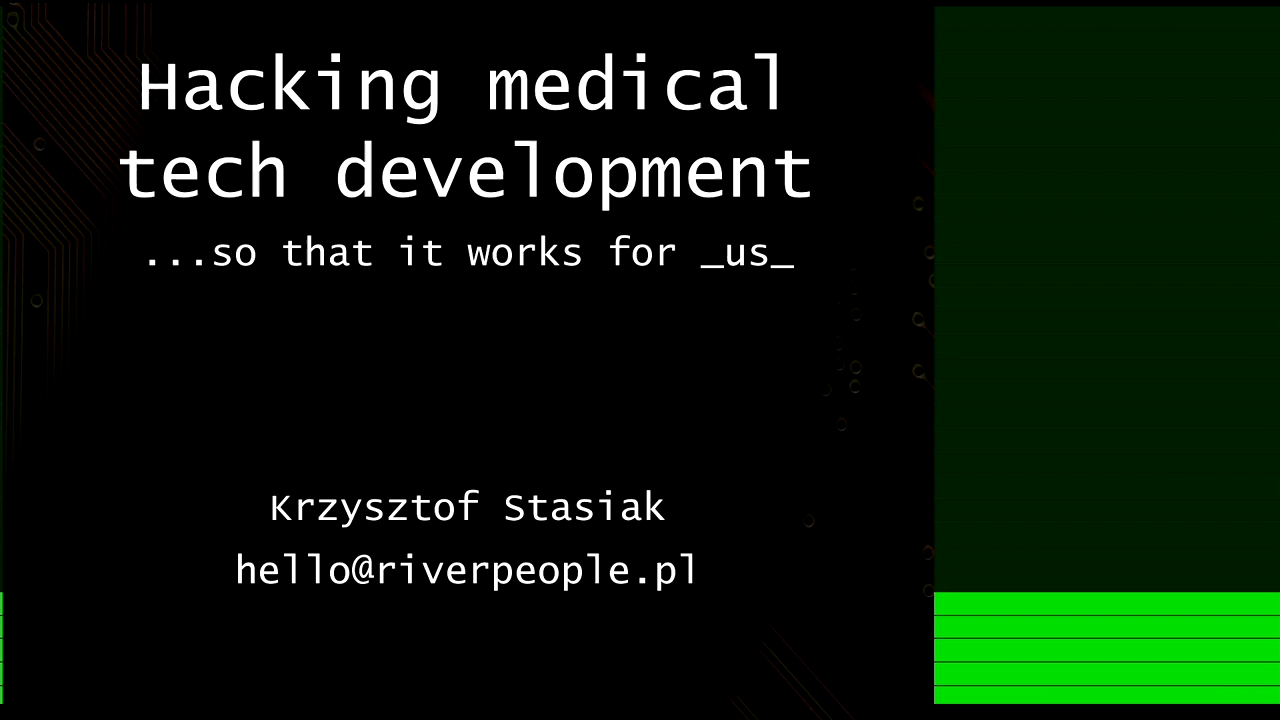 Hacking medical
tech development
...so that it works for _us_
Krzysztof Stasiak
hello@riverpeople.pl